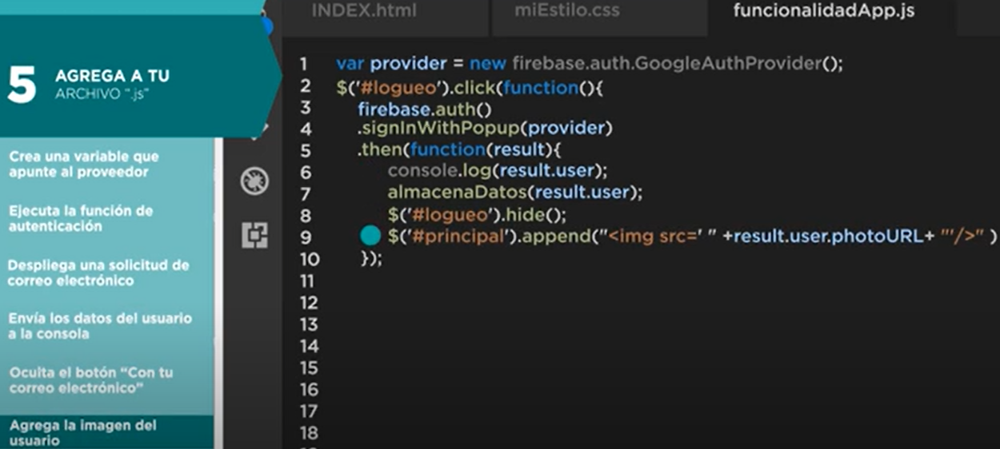 INDEX.html
miEstilo.css
funcionalidadApp.js
5
AGREGA A TU
ARCHIVO “.js”
Crea una variable que
apunte al proveedor
Ejecuta la función de
autenticación
Despliega una solicitud de
correo electrónico
Envía los datos del usuario
a la consola
Oculta el botón “Con tu
correo electrónico”
Agrega la imagen del
usuario
1 var provider = new firebase.auth.GoogleAuthProvider();
2 $('#logueo').click(function(){
3 firebase.auth()
4 .signInWithPopup(provider)
5 .then(function(result){
6 console.log(result.user);
7 almacenaDatos(result.user);
8 $('#logueo').hide();
9 $('#principal').append("<img src=' " +result.user.photoURL+ "'/>" )
10 });
11
12
13
14
15
16
17
18